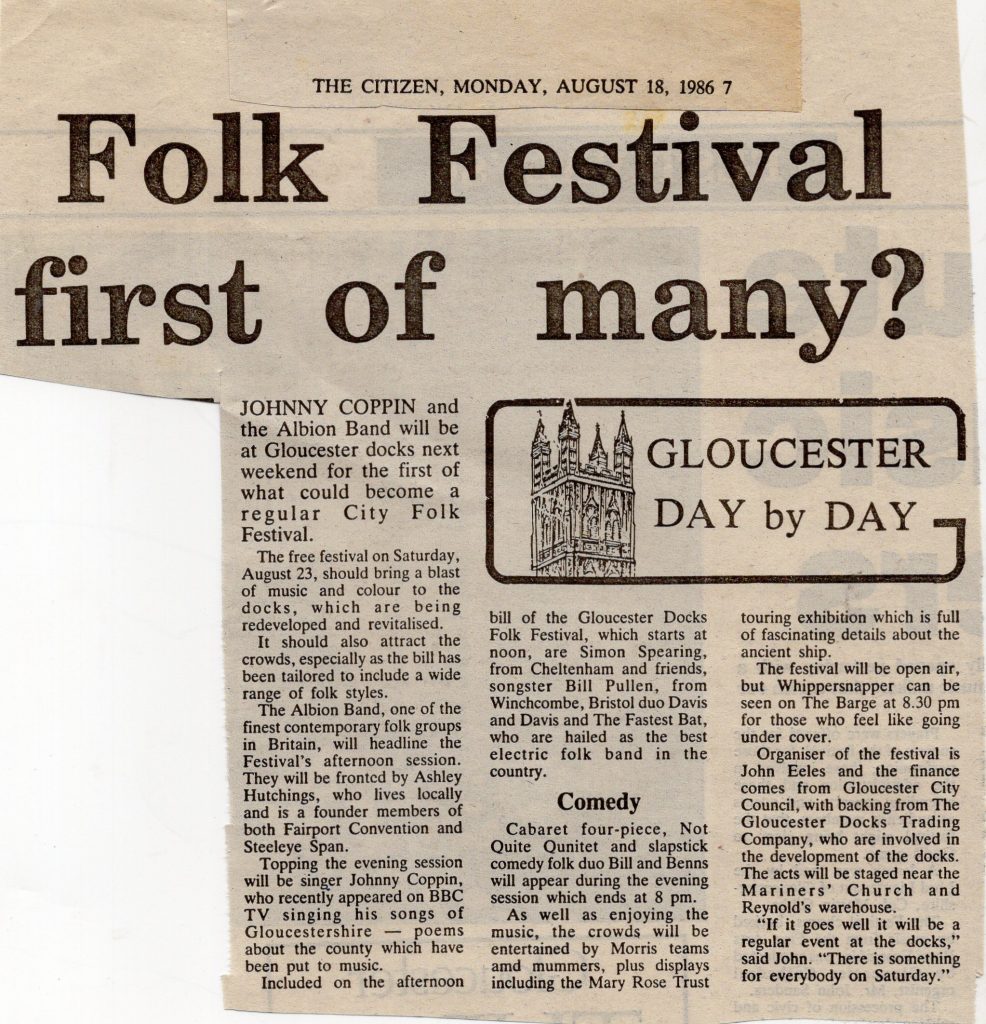 THE CITIZEN, MONDAY, AUGUST 18, 1986 7
Folk Festival
first of many?
JOHNNY COPPIN and
the Albion Band will be
at Gloucester docks next
weekend for the first of
what could become a
regular City Folk
Festival.
The free festival on Saturday,
August 23, should bring a blast
of music and colour to the
docks, which are being
redeveloped and revitalised.
It should also attract the
crowds, especially as the bill has
been tailored to include a wide
range of folk styles.
The Albion Band, one of the
finest contemporary folk groups
in Britain, will headline the
Festival's afternoon session.
They will be fronted by Ashley
Hutchings, who lives locally
and is a founder members of
both Fairport Convention and
Steeleye Span.
Topping the evening session
will be singer Johnny Coppin,
who recently appeared on BBC
TV singing his songs of
Gloucestershire — poems
about the county which have
been put to music.
Included on the afternoon
GLOUCESTER
DAY by DAY
bill of the Gloucester Docks
Folk Festival, which starts at
noon, are Simon Spearing,
from Cheltenham and friends,
songster Bill Pullen, from
Winchcombe, Bristol duo Davis
and Davis and The Fastest Bat,
who are hailed as the best
electric folk band in the
country.
Comedy
Cabaret four-piece, Not
Quite Qunitet and slapstick
comedy folk duo Bill and Benns
will appear during the evening
session which ends at 8 pm.
As well as enjoying the
music, the crowds will be
entertained by Morris teams
amd mummers, plus displays
including the Mary Rose Trust
touring exhibition which is full
of fascinating details about the
ancient ship.
The festival will be open air,
but Whippersnapper can be
seen on The Barge at 8.30 pm
for those who feel like going
under cover.
Organiser of the festival is
John Eeles and the finance
comes from Gloucester City
Council, with backing from The
Gloucester Docks Trading
Company, who are involved in
the development of the docks.
The acts will be staged near the
Mariners' Church and
Reynold's warehouse.
"If it goes well it will be a
regular event at the docks,"
said John. "There is something
for everybody on Saturday."